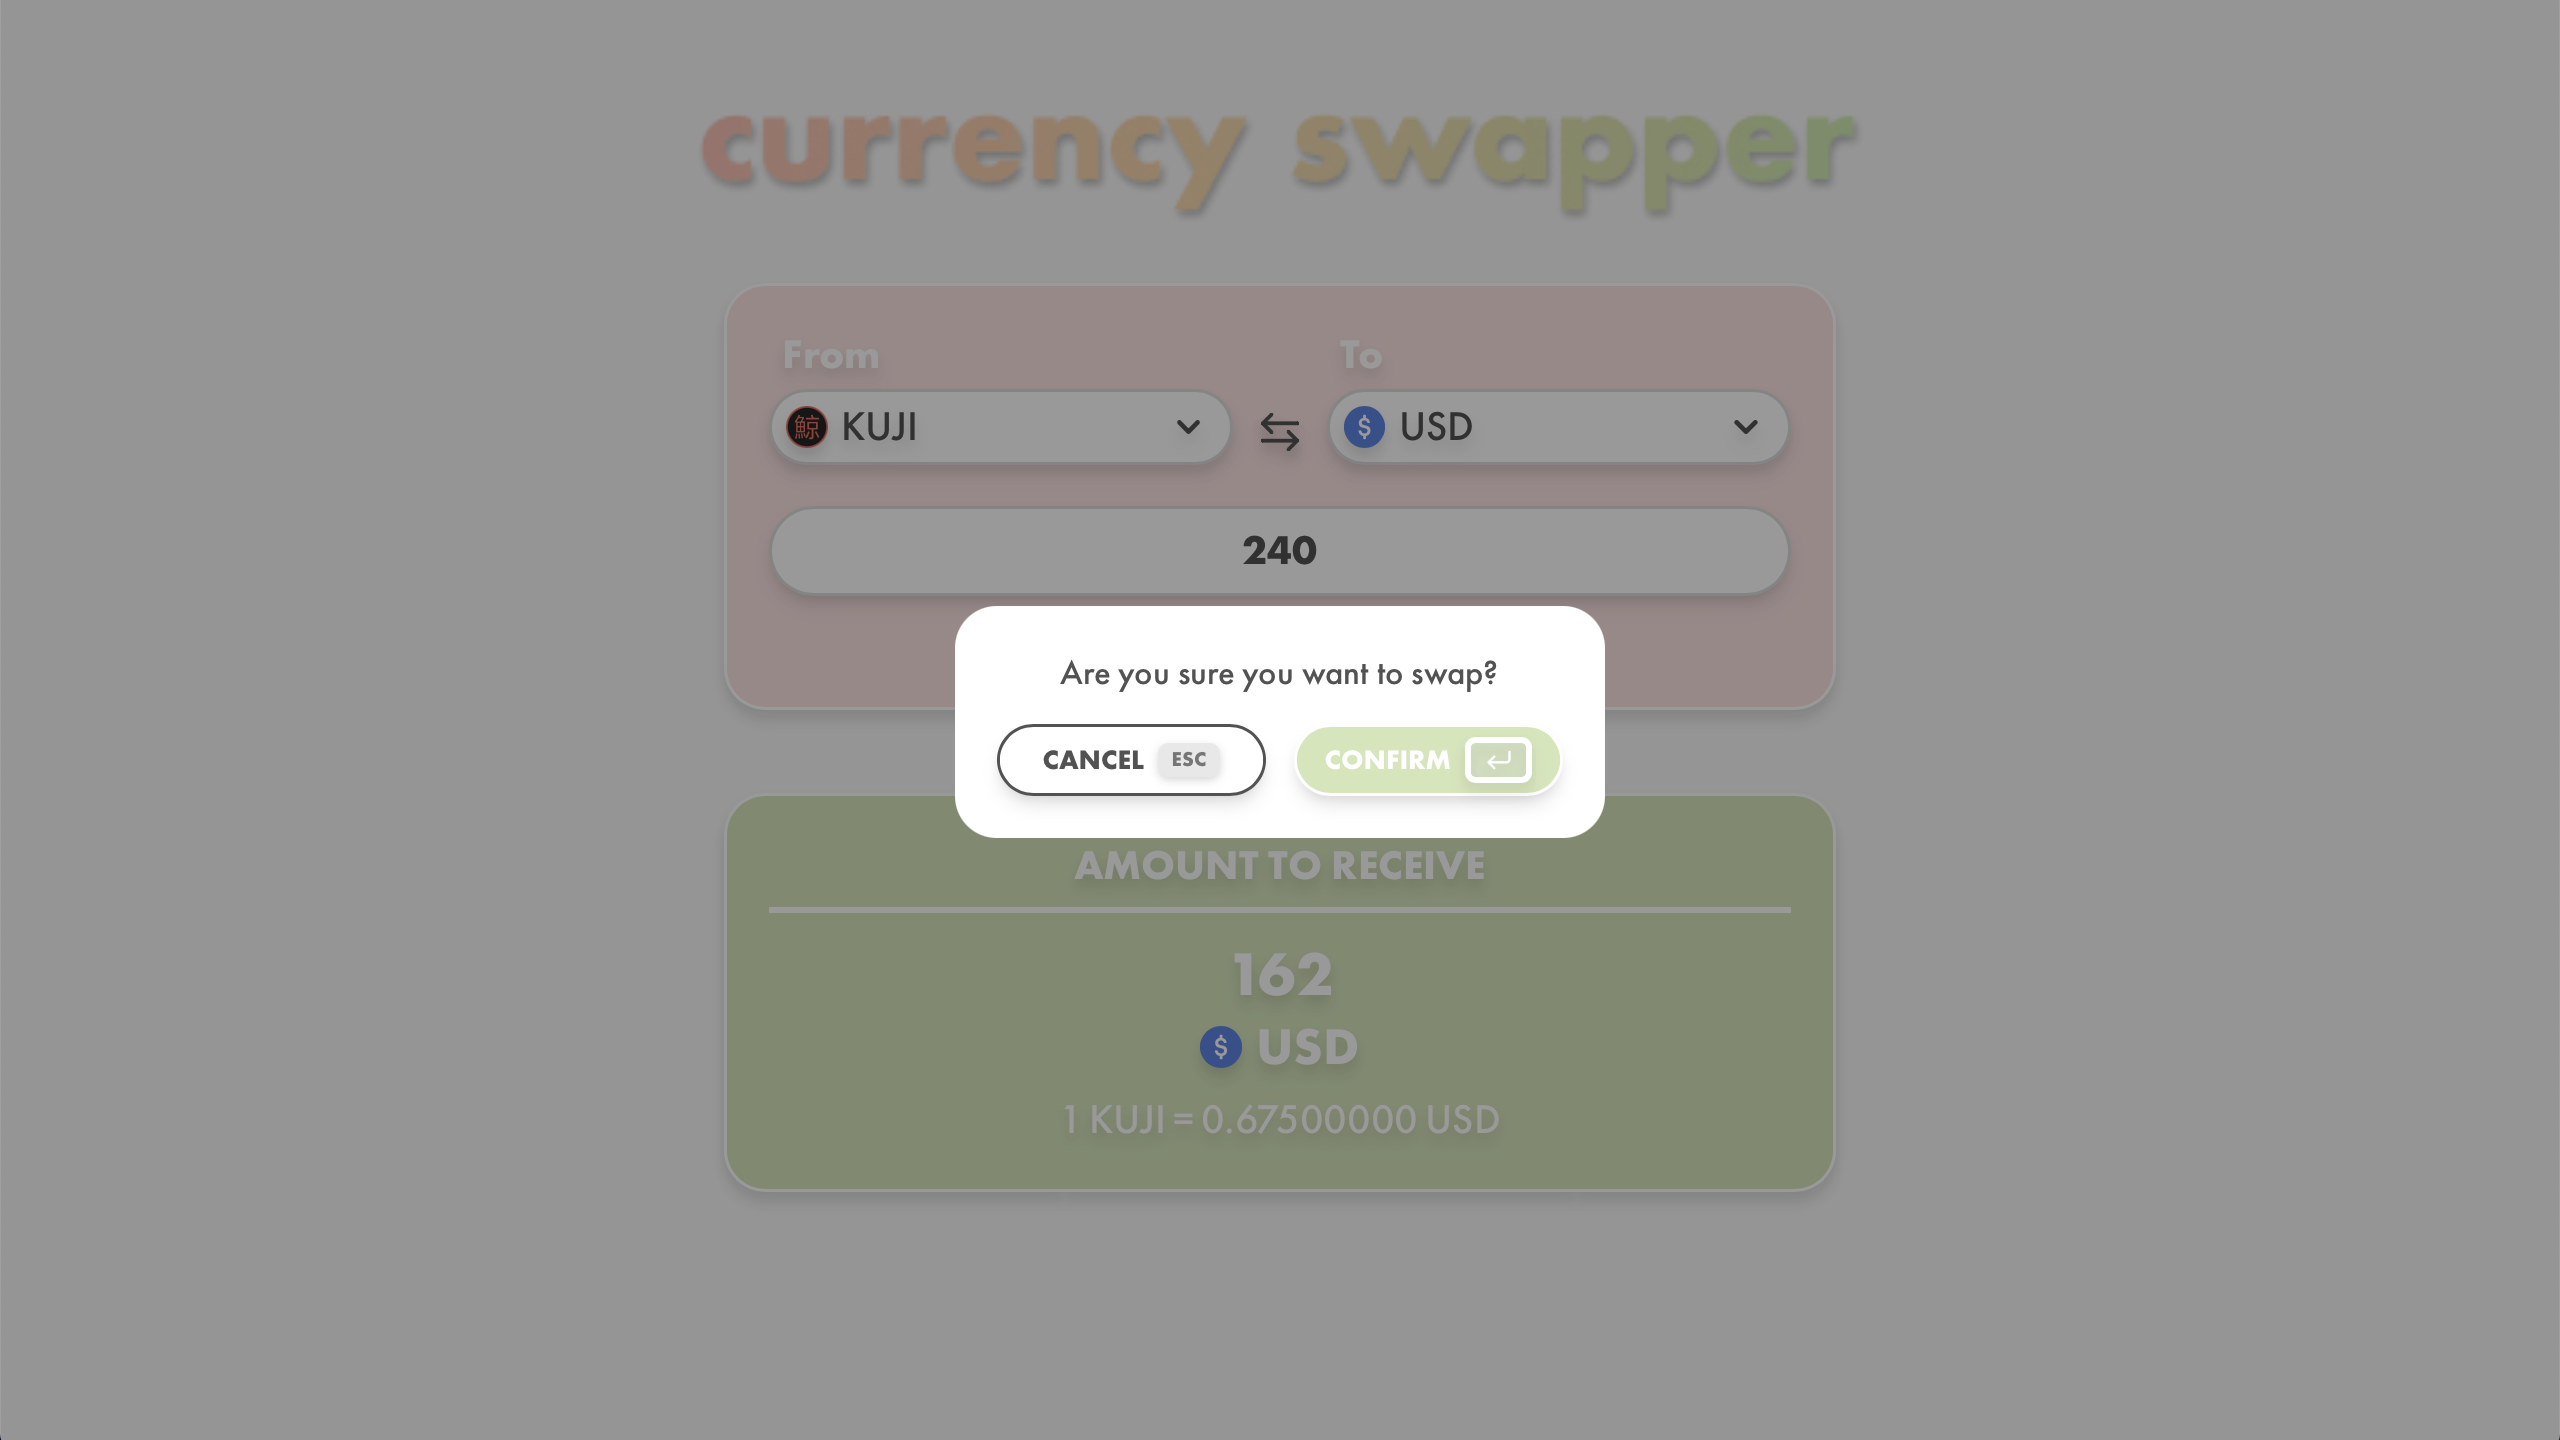 currency swapper
From
To
鯨 KUJI
$ USD
240
Are you sure you want to swap?
CANCEL ESC
CONFIRM
AMOUNT TO RECEIVE
162
$ USD
1 KUJI = 0.67500000 USD